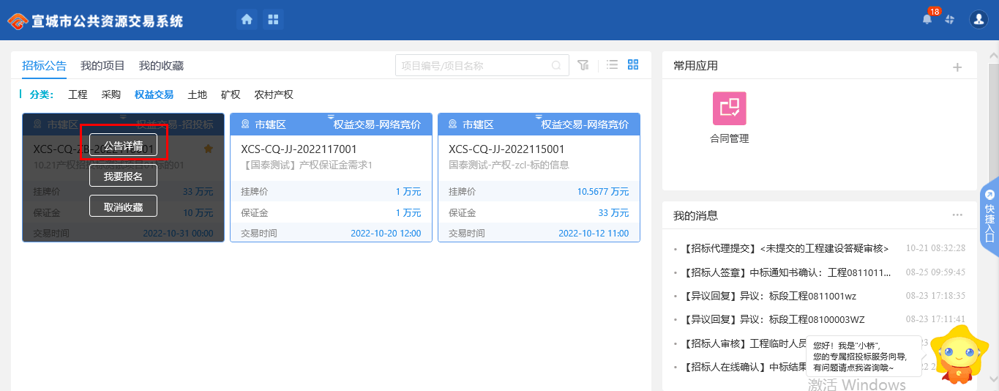 宣城市公共资源交易系统
18
招标公告 我的项目 我的收藏
项目编号/项目名称
分类： 工程 采购 权益交易 土地 矿权 农村产权
市辖区 权益交易-招投标
XCS-CQ-ZB-2022118001
10.21产权招投标测试项目01标的01
公告详情
我要报名
取消收藏
挂牌价 33 万元
保证金 10 万元
交易时间 2022-10-31 00:00
市辖区 权益交易-网络竞价
XCS-CQ-JJ-2022117001
【国泰测试】产权保证金需求1
挂牌价 1 万元
保证金 1 万元
交易时间 2022-10-20 12:00
市辖区 权益交易-网络竞价
XCS-CQ-JJ-2022115001
国泰测试-产权-zcl-标的信息
挂牌价 10.5677 万元
保证金 33 万元
交易时间 2022-10-12 11:00
常用应用
合同管理
快捷入口
我的消息
【招标代理提交】<未提交的工程建设答疑审核> 10-21 08:32:28
【招标人签章】中标通知书确认：工程0811011... 08-25 09:59:45
【异议回复】异议：标段工程0811001wz 08-23 17:18:35
【异议回复】异议：标段工程08100003WZ 08-23 17:11:41
【招标人审核】工程临时人员
【招标人在线确认】中标结果
您好！我是"小桥"，
您的专属招投标服务向导，
有问题请点我咨询哦~
激活 Windows